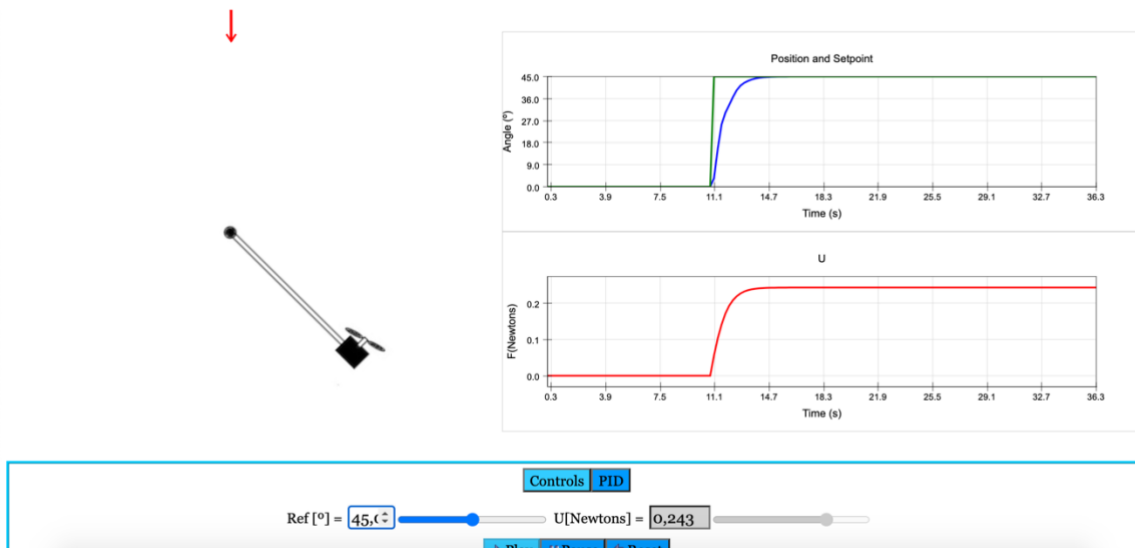 Position and Setpoint
Angle (º)
45.0
36.0
27.0
18.0
9.0
0.0
0.3 3.9 7.5 11.1 14.7 18.3 21.9 25.5 29.1 32.7 36.3
Time (s)
U
F(Newtons)
0.2
0.1
0.0
0.3 3.9 7.5 11.1 14.7 18.3 21.9 25.5 29.1 32.7 36.3
Time (s)
Controls PID
Ref [º] = 45,0 U[Newtons] = 0,243